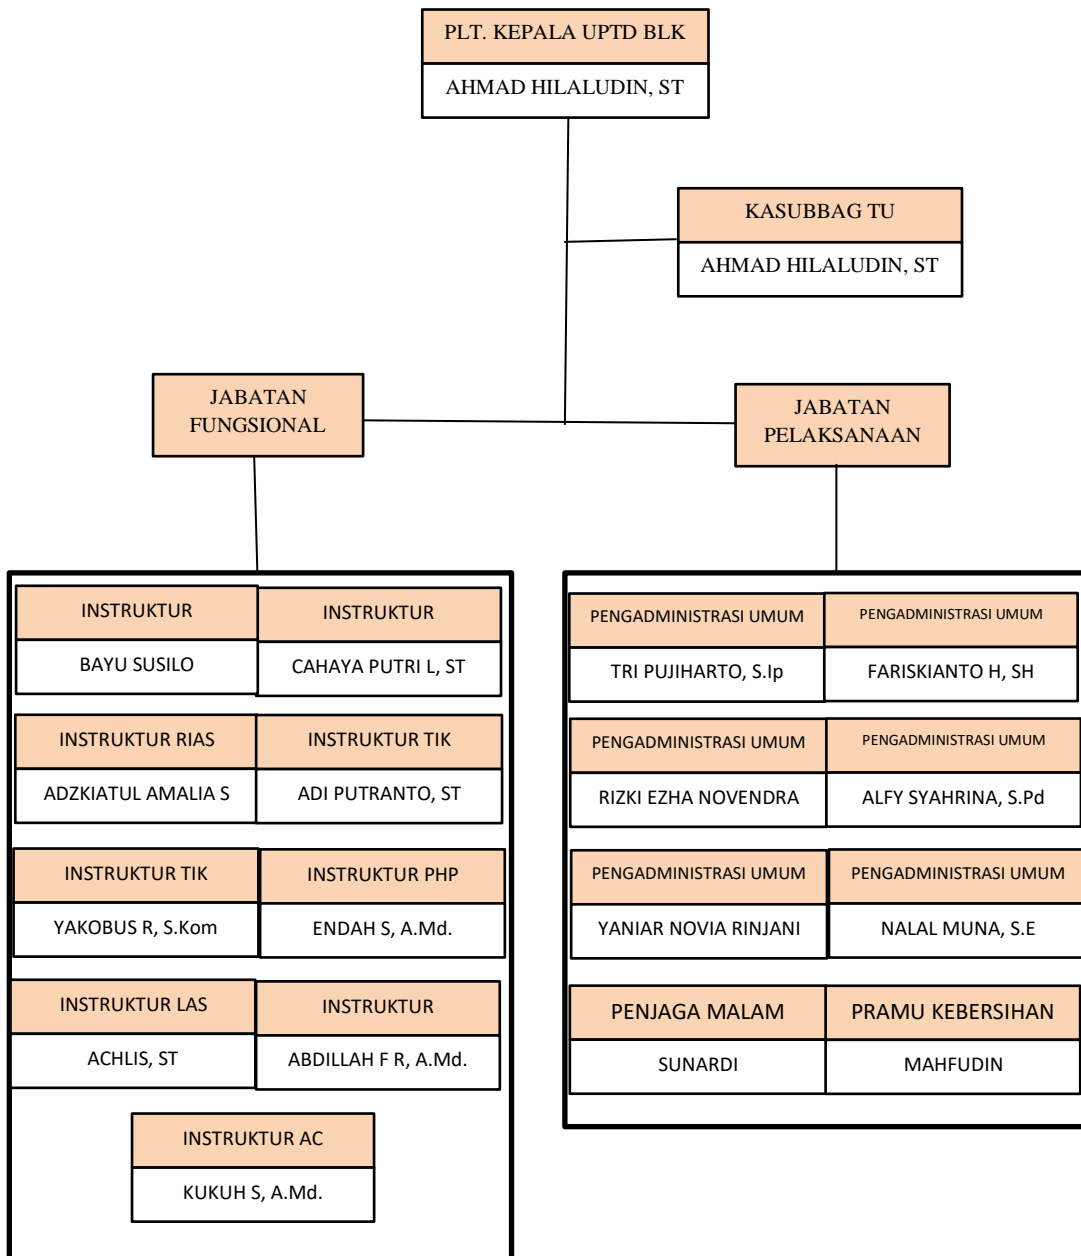 PLT. KEPALA UPTD BLK
AHMAD HILALUDIN, ST
KASUBBAG TU
AHMAD HILALUDIN, ST
JABATAN
FUNGSIONAL
JABATAN
PELAKSANAAN
INSTRUKTUR
BAYU SUSILO
INSTRUKTUR
CAHAYA PUTRI L, ST
INSTRUKTUR RIAS
ADZKIATUL AMALIA S
INSTRUKTUR TIK
ADI PUTRANTO, ST
INSTRUKTUR TIK
YAKOBUS R, S.Kom
INSTRUKTUR PHP
ENDAH S, A.Md.
INSTRUKTUR LAS
ACHLIS, ST
INSTRUKTUR
ABDILLAH F R, A.Md.
INSTRUKTUR AC
KUKUH S, A.Md.
PENGADMINISTRASI UMUM
TRI PUJIHARTO, S.Ip
PENGADMINISTRASI UMUM
FARISKIANTO H, SH
PENGADMINISTRASI UMUM
RIZKI EZHA NOVENDRA
PENGADMINISTRASI UMUM
ALFY SYAHRINA, S.Pd
PENGADMINISTRASI UMUM
YANIAR NOVIA RINJANI
PENGADMINISTRASI UMUM
NALAL MUNA, S.E
PENJAGA MALAM
SUNARDI
PRAMU KEBERSIHAN
MAHFUDIN